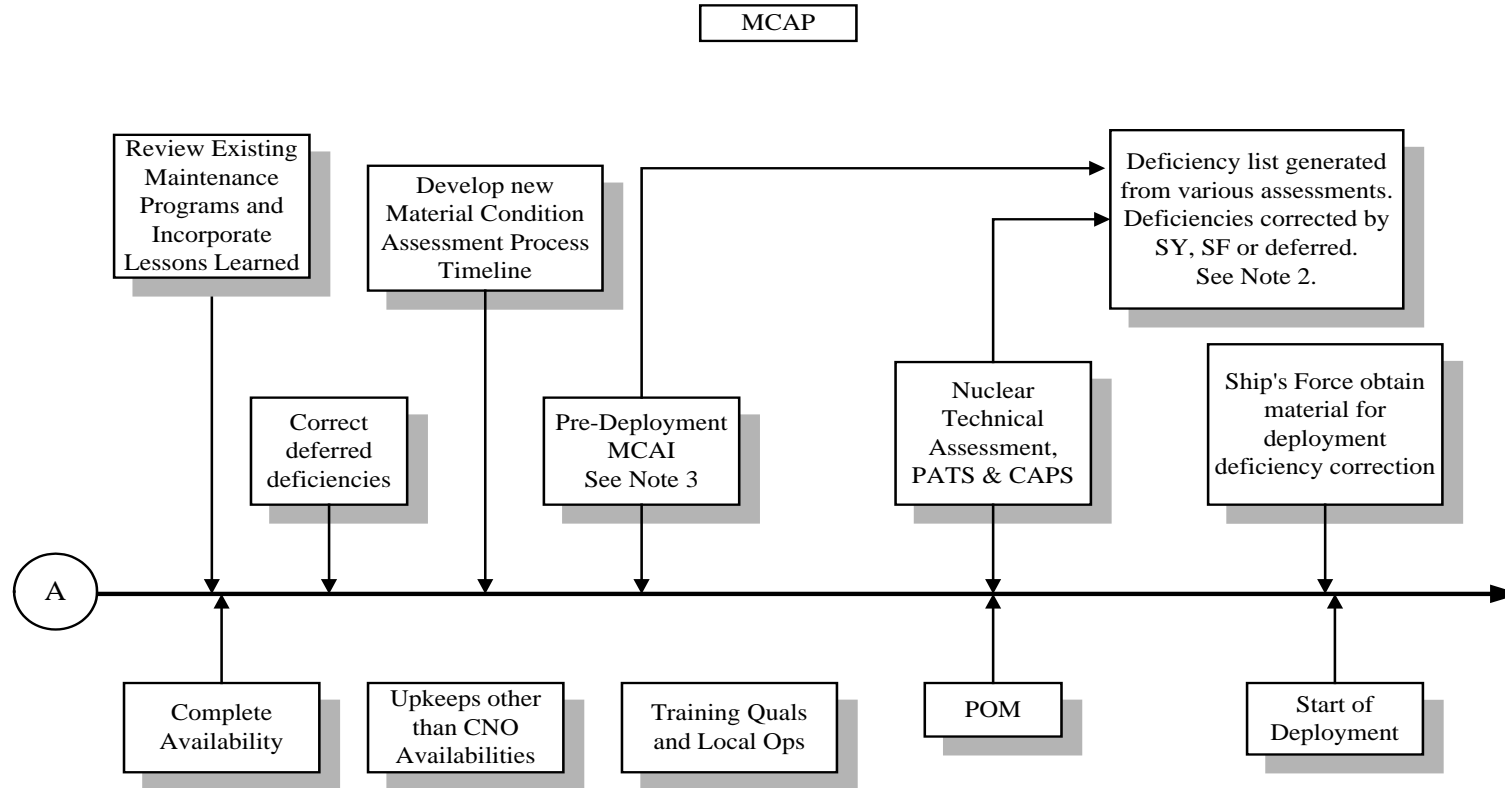 MCAP
Review Existing
Maintenance
Programs and
Incorporate
Lessons Learned
Develop new
Material Condition
Assessment Process
Timeline
Deficiency list generated
from various assessments.
Deficiencies corrected by
SY, SF or deferred.
See Note 2.
Correct
deferred
deficiencies
Pre-Deployment
MCAI
See Note 3
Nuclear
Technical
Assessment,
PATS & CAPS
Ship's Force obtain
material for
deployment
deficiency correction
A
Complete
Availability
Upkeeps other
than CNO
Availabilities
Training Quals
and Local Ops
POM
Start of
Deployment